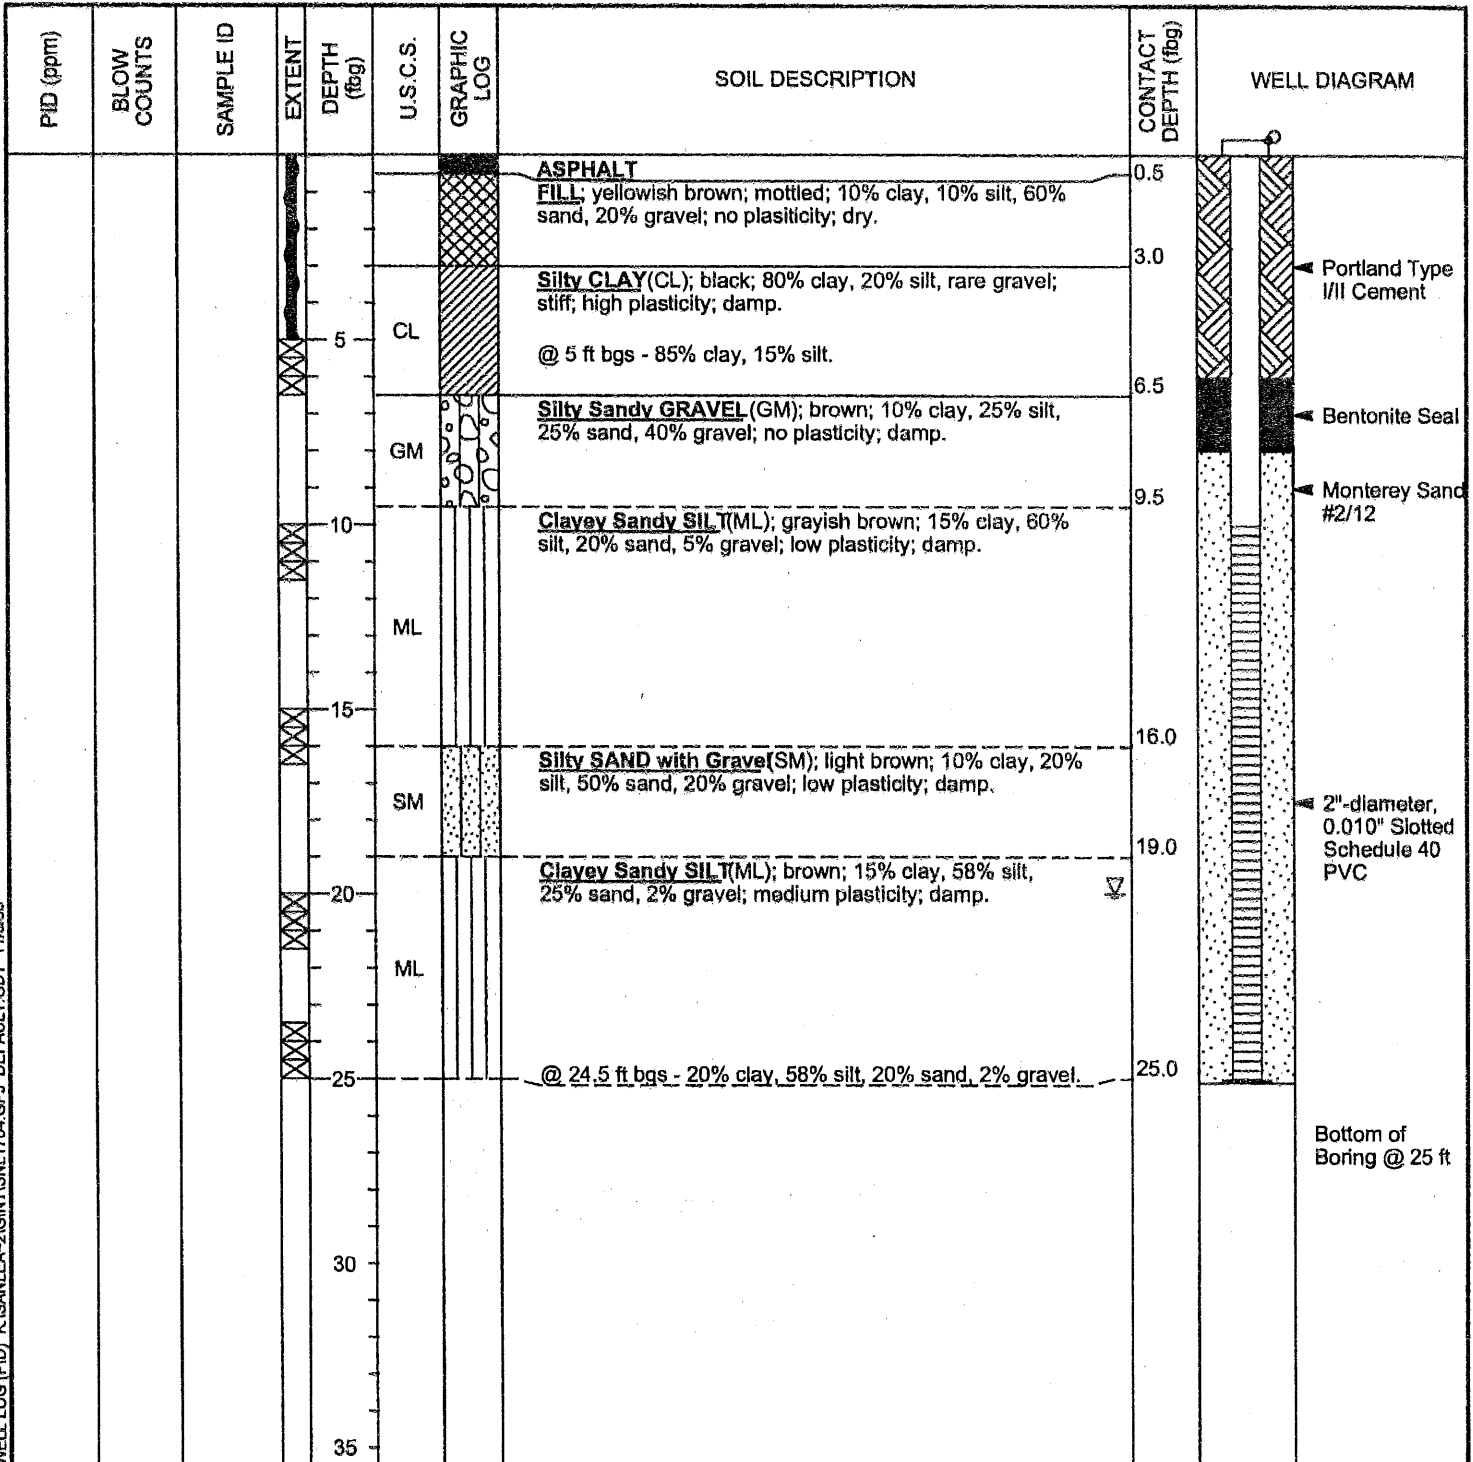 PID (ppm)
BLOW
COUNTS
SAMPLE ID
EXTENT
DEPTH
(fbg)
U.S.C.S.
GRAPHIC
LOG
SOIL DESCRIPTION
CONTACT
DEPTH (fbg)
WELL DIAGRAM
ASPHALT
0.5
FILL; yellowish brown; mottled; 10% clay, 10% silt, 60%
sand, 20% gravel; no plasiticity; dry.
3.0
Silty CLAY(CL); black; 80% clay, 20% silt, rare gravel;
stiff; high plasticity; damp.
Portland Type
I/II Cement
5
CL
@ 5 ft bgs - 85% clay, 15% silt.
6.5
Silty Sandy GRAVEL(GM); brown; 10% clay, 25% silt,
25% sand, 40% gravel; no plasticity; damp.
Bentonite Seal
GM
9.5
Monterey Sand
#2/12
10
Clayey Sandy SILT(ML); grayish brown; 15% clay, 60%
silt, 20% sand, 5% gravel; low plasticity; damp.
ML
15
16.0
Silty SAND with Gravel(SM); light brown; 10% clay, 20%
silt, 50% sand, 20% gravel; low plasticity; damp.
SM
2"-diameter,
0.010" Slotted
Schedule 40
PVC
19.0
Clayey Sandy SILT(ML); brown; 15% clay, 58% silt,
25% sand, 2% gravel; medium plasticity; damp.
20
ML
@ 24.5 ft bgs - 20% clay, 58% silt, 20% sand, 2% gravel.
25
25.0
Bottom of
Boring @ 25 ft
30
35
WELL LOG (PID)